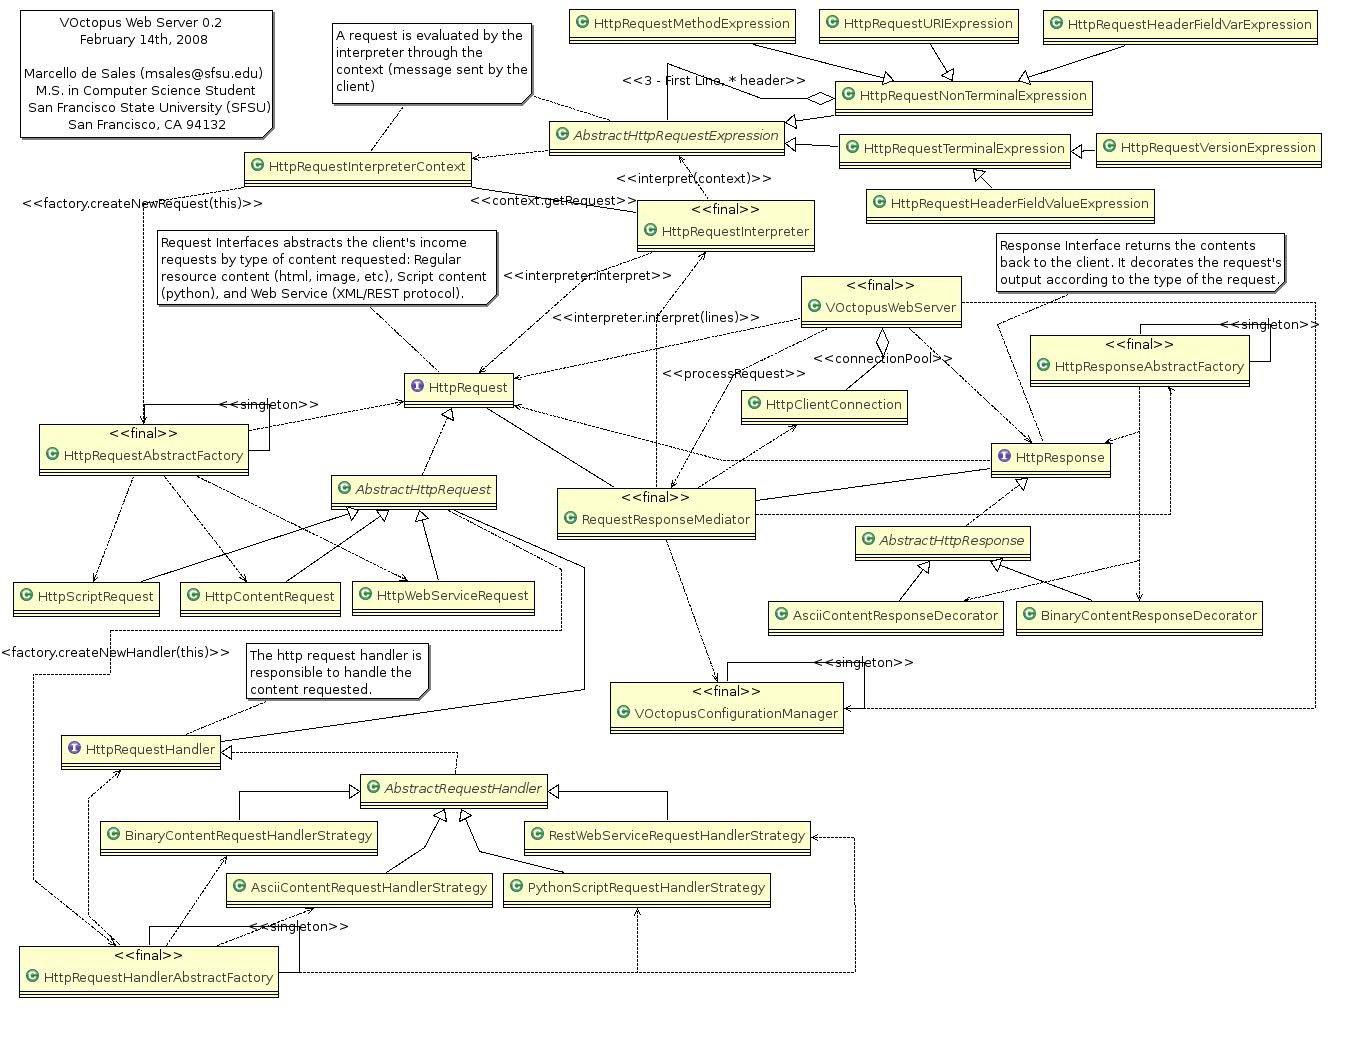 VOctopus Web Server 0.2
February 14th, 2008
Marcello de Sales (msales@sfsu.edu)
M.S. in Computer Science Student
San Francisco State University (SFSU)
San Francisco, CA 94132
A request is evaluated by the
interpreter through the
context (message sent by the
client)
HttpRequestMethodExpression
HttpRequestURIExpression
HttpRequestHeaderFieldVarExpression
<<3 - First Line, * header>>
HttpRequestNonTerminalExpression
AbstractHttpRequestExpression
HttpRequestTerminalExpression
HttpRequestVersionExpression
HttpRequestInterpreterContext
<<interpret(context)>>
HttpRequestHeaderFieldValueExpression
<<factory.createNewRequest(this)>>
<<context.getRequest>>
<<final>>
HttpRequestInterpreter
Request Interfaces abstracts the client's income
requests by type of content requested: Regular
resource content (html, image, etc), Script content
(python), and Web Service (XML/REST protocol).
Response Interface returns the contents
back to the client. It decorates the request's
output according to the type of the request.
<<interpreter.interpret>>
<<final>>
VOctopusWebServer
<<interpreter.interpret(lines)>>
<<singleton>>
<<final>>
HttpResponseAbstractFactory
<<connectionPool>>
<<processRequest>>
HttpRequest
HttpClientConnection
<<singleton>>
<<final>>
HttpRequestAbstractFactory
HttpResponse
AbstractHttpRequest
<<final>>
RequestResponseMediator
AbstractHttpResponse
HttpScriptRequest
HttpContentRequest
HttpWebServiceRequest
AsciiContentResponseDecorator
BinaryContentResponseDecorator
<factory.createNewHandler(this)>>
The http request handler is
responsible to handle the
content requested.
<<singleton>>
<<final>>
VOctopusConfigurationManager
HttpRequestHandler
AbstractRequestHandler
BinaryContentRequestHandlerStrategy
RestWebServiceRequestHandlerStrategy
AsciiContentRequestHandlerStrategy
PythonScriptRequestHandlerStrategy
<<singleton>>
<<final>>
HttpRequestHandlerAbstractFactory